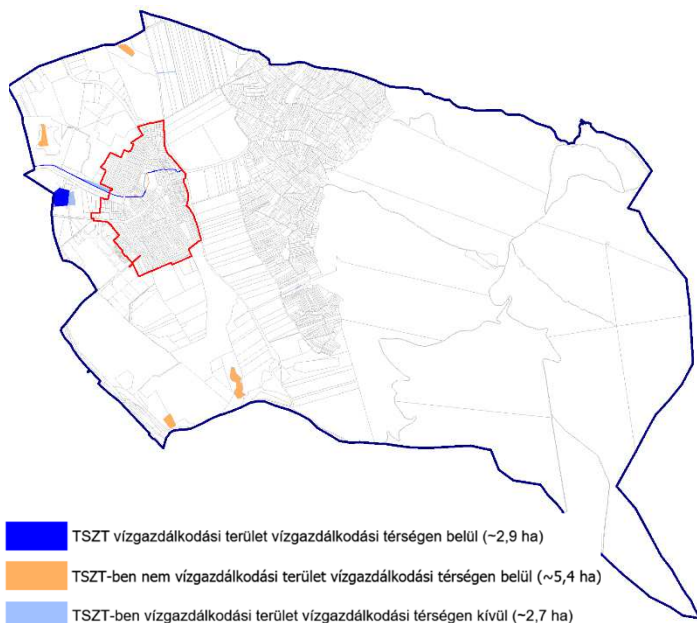 TSZT vízgazdálkodási terület vízgazdálkodási térségen belül (~2,9 ha)
TSZT-ben nem vízgazdálkodási terület vízgazdálkodási térségen belül (~5,4 ha)
TSZT-ben vízgazdálkodási terület vízgazdálkodási térségen kívül (~2,7 ha)